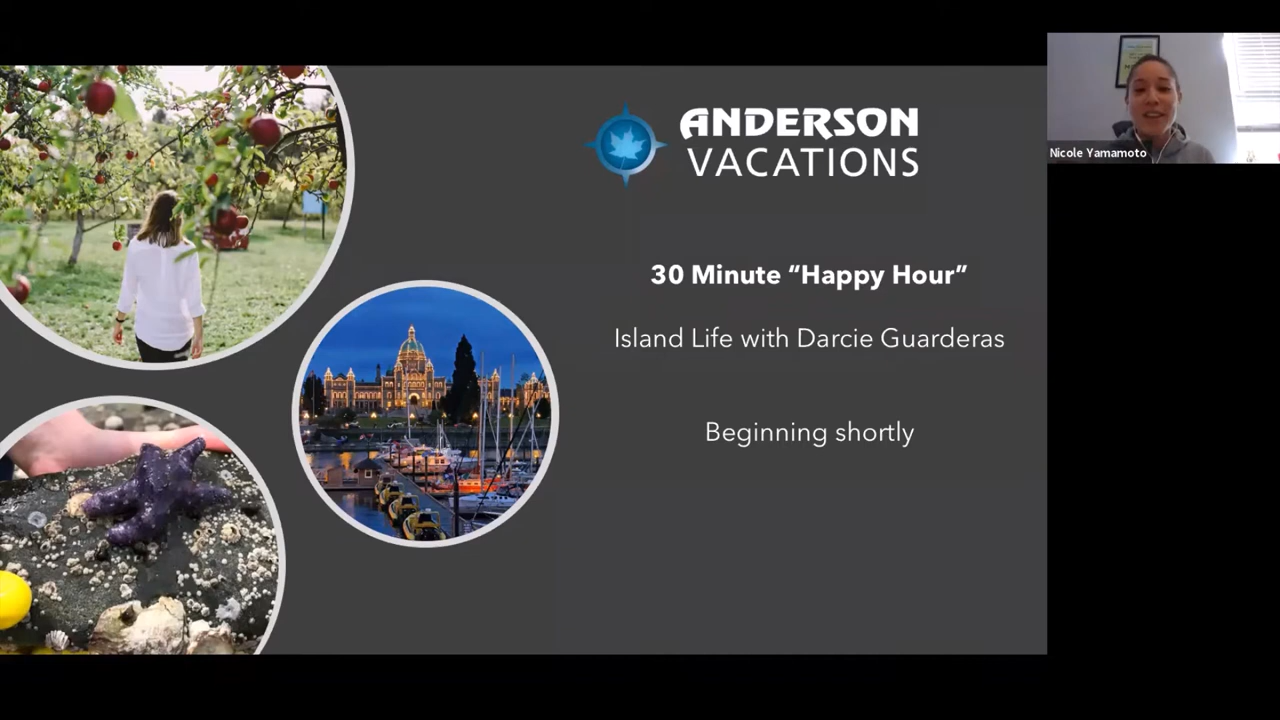 ANDERSON
VACATIONS
30 Minute “Happy Hour”
Island Life with Darcie Guarderas
Beginning shortly
Nicole Yamamoto